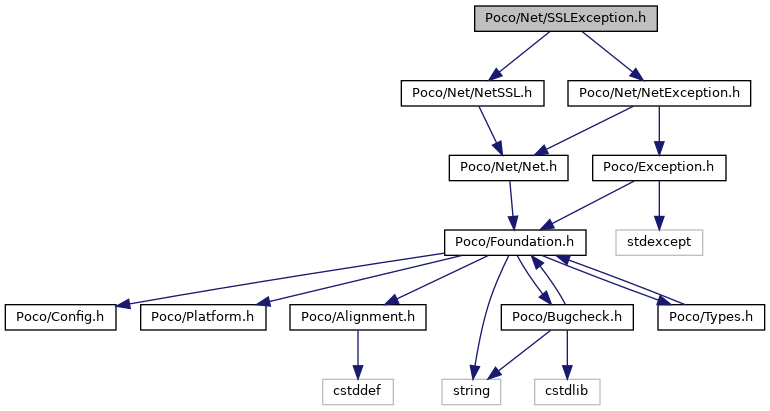 Poco/Net/SSLException.h
Poco/Net/NetSSL.h
Poco/Net/NetException.h
Poco/Net/Net.h
Poco/Exception.h
Poco/Foundation.h
stdexcept
Poco/Config.h
Poco/Platform.h
Poco/Alignment.h
Poco/Bugcheck.h
Poco/Types.h
cstddef
string
cstdlib